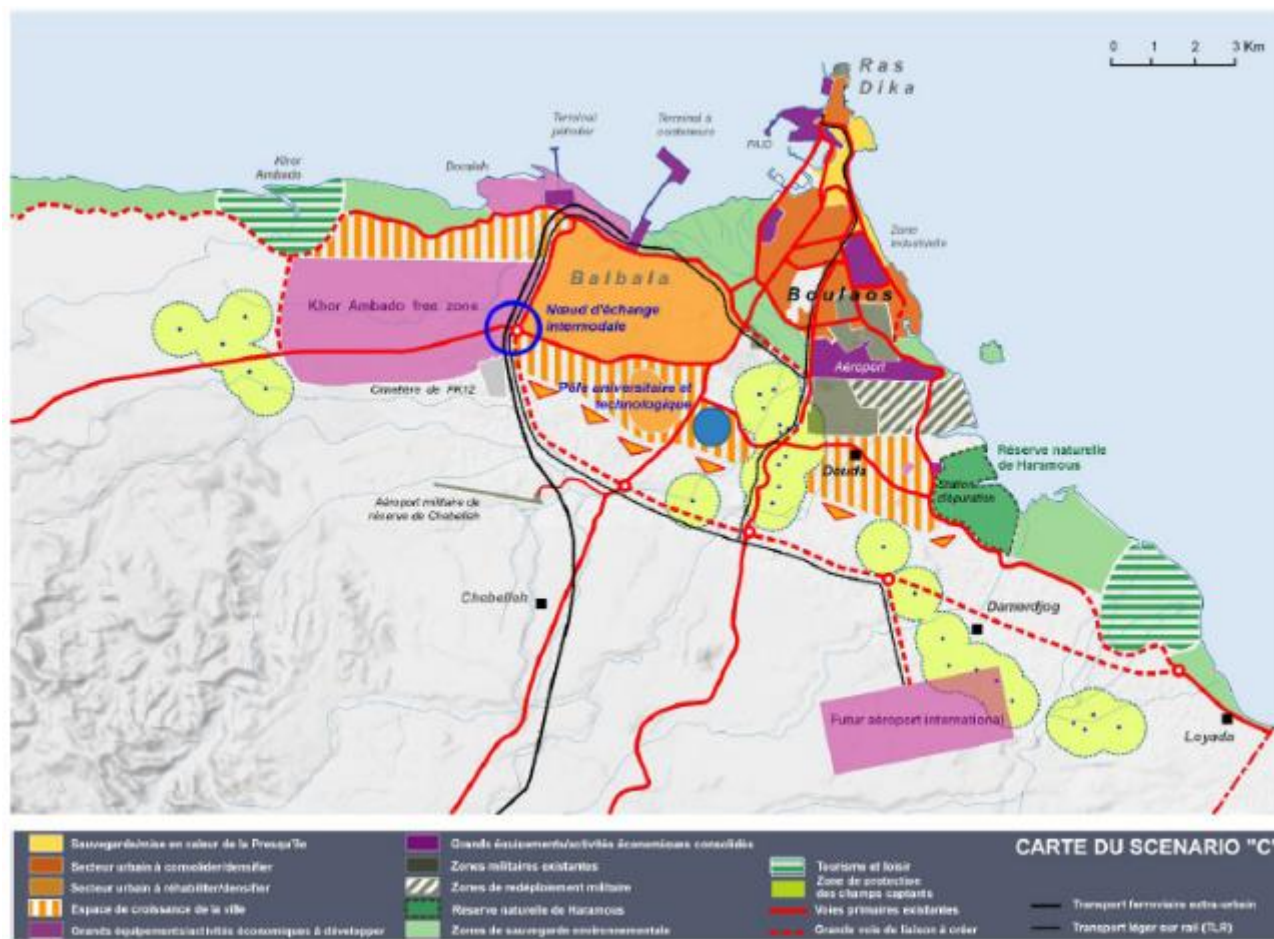 0 1 2 3 Km
Ras
Dika
Terminal
pétrolier
Terminal à
conteneurs
PAID
Khor
Ambado
Doraleh
Zone
industrielle
Balbala
Boulaos
Khor Ambado free zone
Nœud d'échange
intermodale
Aéroport
Cimetière de PK12
Pôle universitaire et
technologique
Douda
Réserve naturelle
de Haramous
Station
d'épuration
Aéroport militaire de
réserve de Chabelleh
Chebelleh
Damerdjog
Futur aéroport international
Loyada
CARTE DU SCENARIO "C"
Sauvegarde/mise en valeur de la Presqu'île
Secteur urbain à consolider/densifier
Secteur urbain à réhabiliter/densifier
Espace de croissance de la ville
Grands équipements/activités économiques à développer
Grands équipements/activités économiques consolidés
Zones militaires existantes
Zones de redéploiement militaire
Réserve naturelle de Haramous
Zones de sauvegarde environnementale
Tourisme et loisir
Zone de protection
des champs captants
Voies primaires existantes
Grande voie de liaison à créer
Transport ferroviaire extra-urbain
Transport léger sur rail (TLR)